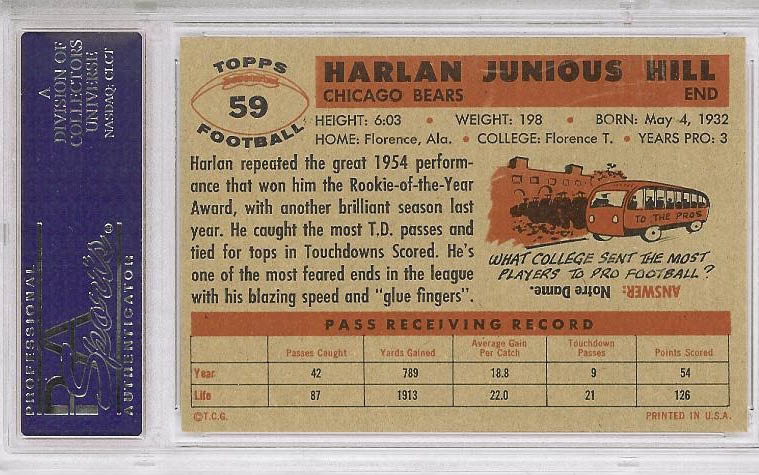 A
DIVISION OF
COLLECTORS
UNIVERSE
NASDAQ: CLCT
PROFESSIONAL
PSA
Sports
®
AUTHENTICATOR
TOPPS
59
FOOTBALL
HARLAN JUNIOUS HILL
CHICAGO BEARS END
HEIGHT: 6:03 • WEIGHT: 198 • BORN: May 4, 1932
HOME: Florence, Ala. • COLLEGE: Florence T. • YEARS PRO: 3
Harlan repeated the great 1954 perform-
ance that won him the Rookie-of-the-Year
Award, with another brilliant season last
year. He caught the most T.D. passes and
tied for tops in Touchdowns Scored. He's
one of the most feared ends in the league
with his blazing speed and "glue fingers".
TO THE PROS
WHAT COLLEGE SENT THE MOST
PLAYERS TO PRO FOOTBALL?
ANSWER:
Notre Dame.
PASS RECEIVING RECORD
Passes Caught Yards Gained Average Gain Per Catch Touchdown Passes Points Scored
Year 42 789 18.8 9 54
Life 87 1913 22.0 21 126
©T.C.G. PRINTED IN U.S.A.